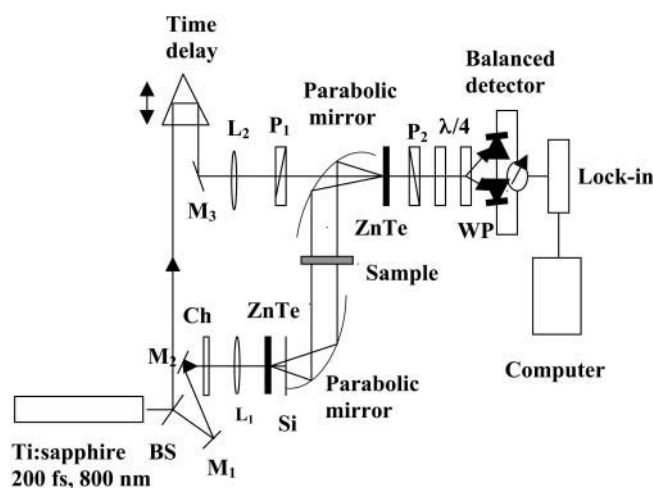 Time
delay
Balanced
detector
Parabolic
mirror
L₂
P₁
P₂
λ/4
Lock-in
M₃
ZnTe
WP
Sample
ZnTe
Ch
M₂
Computer
L₁
Si
Parabolic
mirror
BS
M₁
Ti:sapphire
200 fs, 800 nm